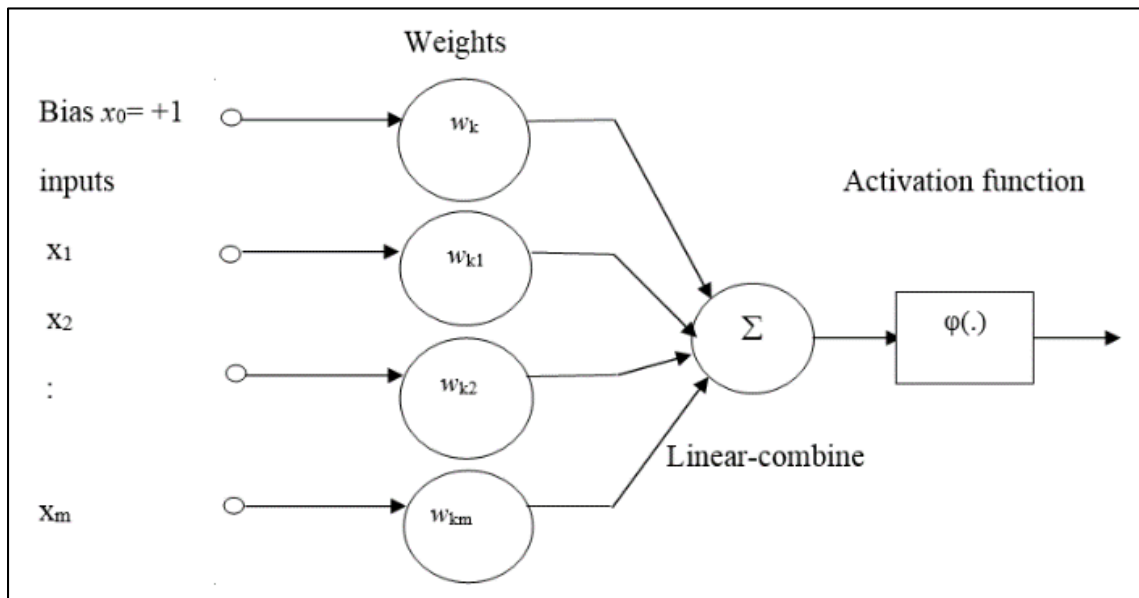 Weights
Bias x₀= +1
wₖ
inputs
Activation function
x₁
wₖ₁
x₂
Σ
φ(.)
:
wₖ₂
Linear-combine
xₘ
wₖₘ